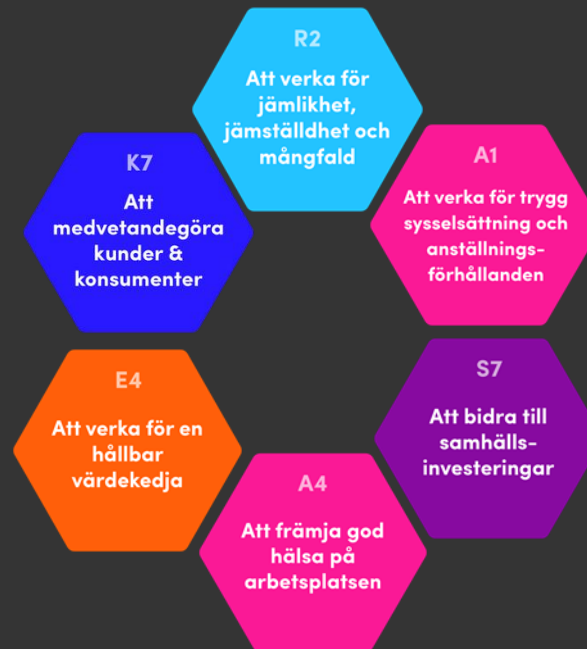 R2
Att verka för
jämlikhet,
jämställdhet och
mångfald
K7
Att
medvetandegöra
kunder &
konsumenter
A1
Att verka för trygg
sysselsättning och
anställnings-
förhållanden
E4
Att verka för en
hållbar
värdekedja
S7
Att bidra till
samhälls-
investeringar
A4
Att främja god
hälsa på
arbetsplatsen